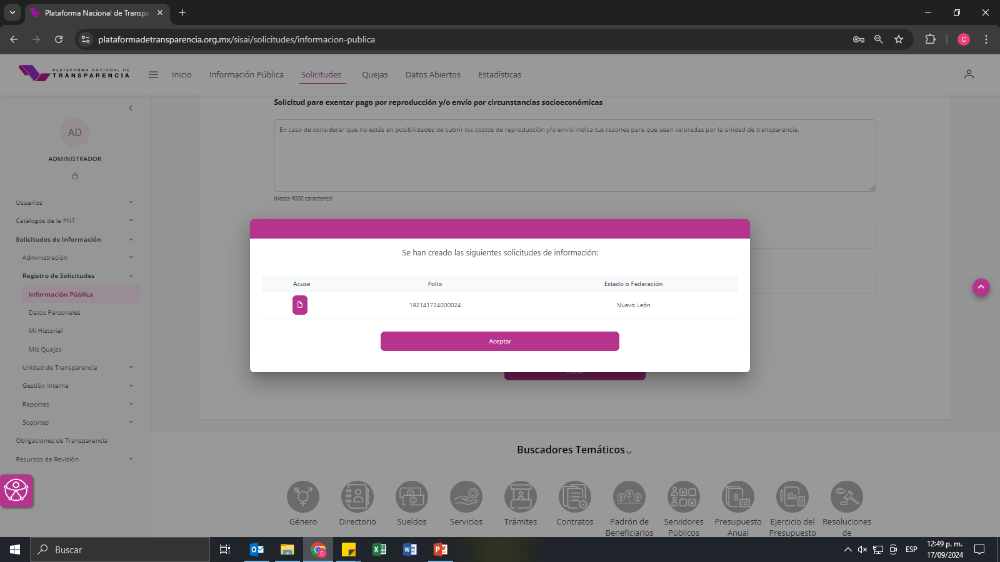 Plataforma Nacional de Transpa
plataformadetransparencia.org.mx/sisai/solicitudes/informacion-publica
C
PLATAFORMA NACIONAL DE
TRANSPARENCIA
Inicio
Información Pública
Solicitudes
Quejas
Datos Abiertos
Estadísticas
AD
ADMINISTRADOR
Usuarios
Catálogos de la PNT
Solicitudes de Información
Administración
Registro de Solicitudes
Información Pública
Datos Personales
Mi Historial
Mis Quejas
Unidad de Transparencia
Gestión Interna
Reportes
Soportes
Obligaciones de Transparencia
Recursos de Revisión
Solicitud para exentar pago por reproducción y/o envío por circunstancias socioeconómicas
En caso de considerar que no estás en posibilidades de cubrir los costos de reproducción y/o envío indica tus razones para que sean valoradas por la unidad de transparencia.
(Hasta 4000 caracteres)
Se han creado las siguientes solicitudes de información:
Acuse Folio Estado o Federación
192141724000024 Nuevo León
Aceptar
Buscadores Temáticos
Género
Directorio
Sueldos
Servicios
Trámites
Contratos
Padrón de
Beneficiarios
Servidores
Públicos
Presupuesto
Anual
Ejercicio del
Presupuesto
Resoluciones
de
Buscar
ESP
12:49 p. m.
17/09/2024